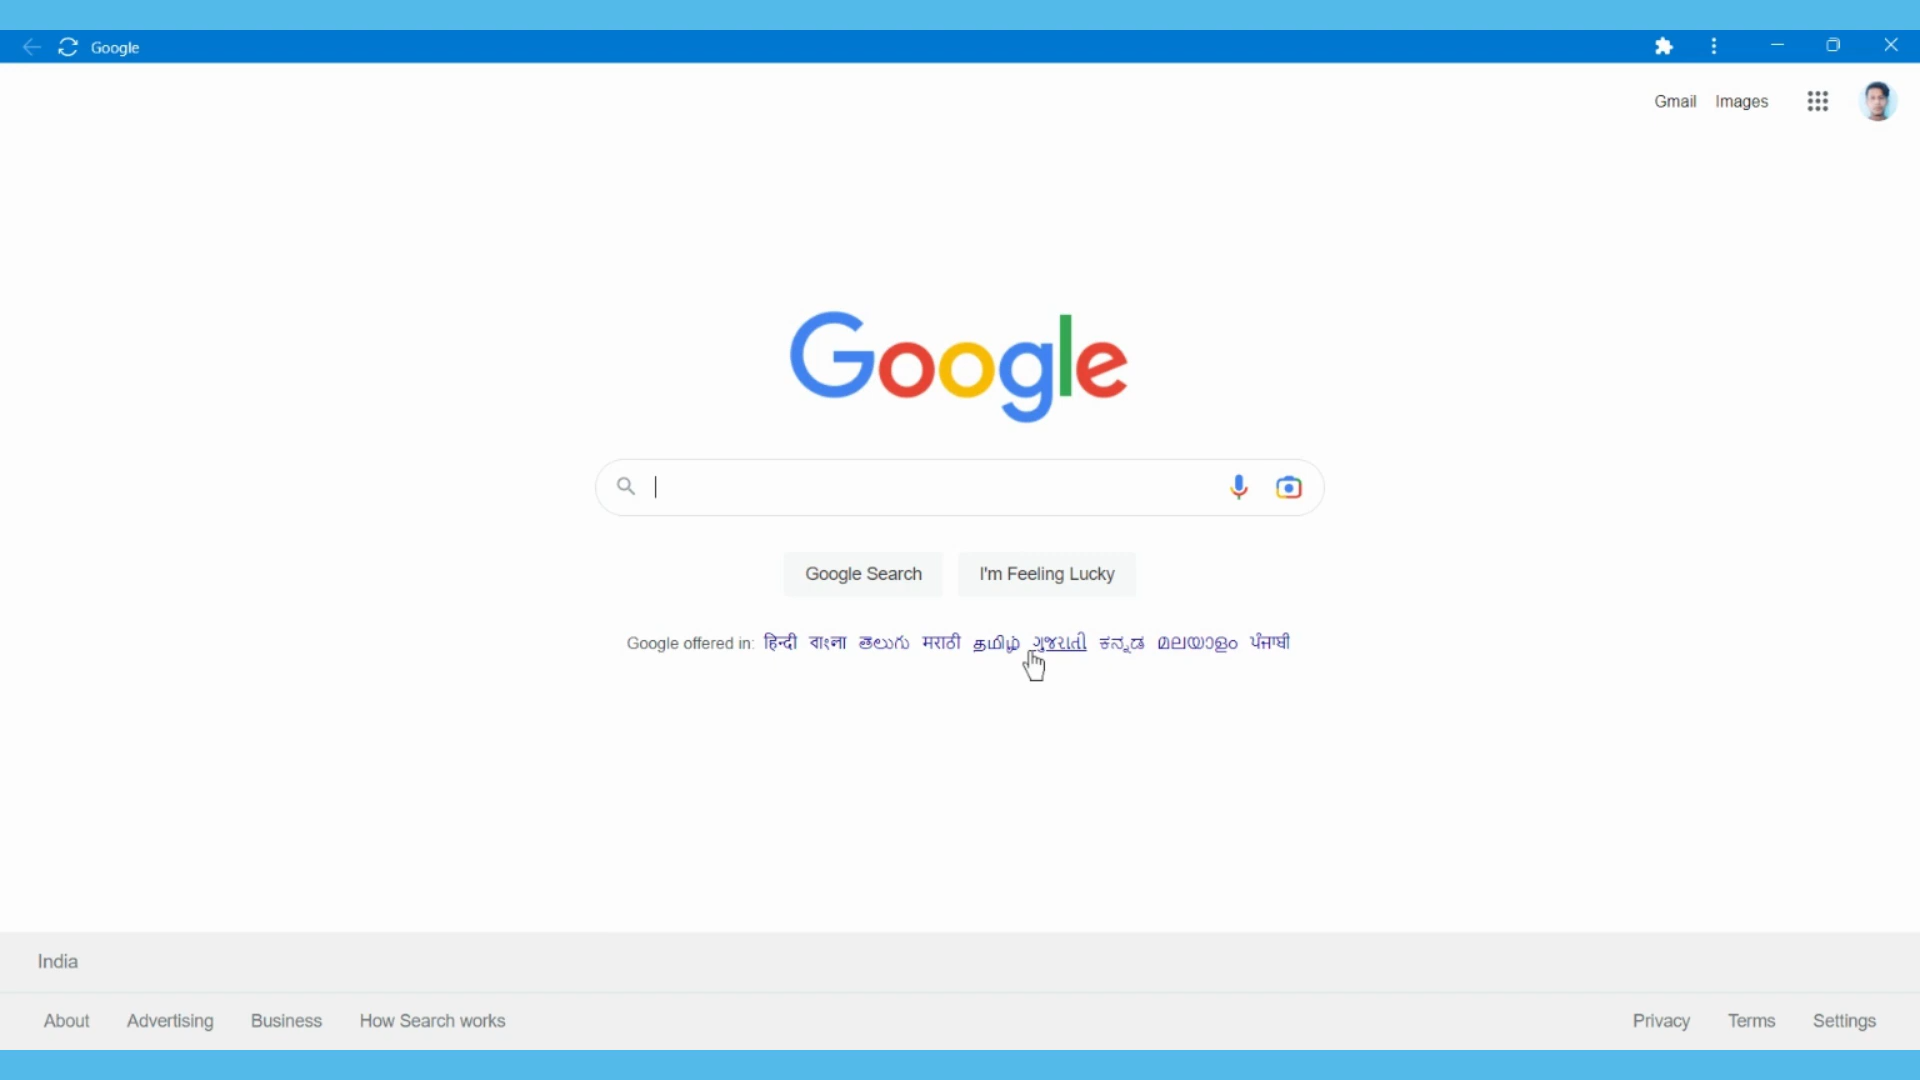 Google
Gmail Images
Google
Google Search I'm Feeling Lucky
Google offered in: हिन्दी বাংলা తెలుగు मराठी தமிழ் ગુજરાતી ಕನ್ನಡ മലയാളം ਪੰਜਾਬੀ
India
About Advertising Business How Search works Privacy Terms Settings